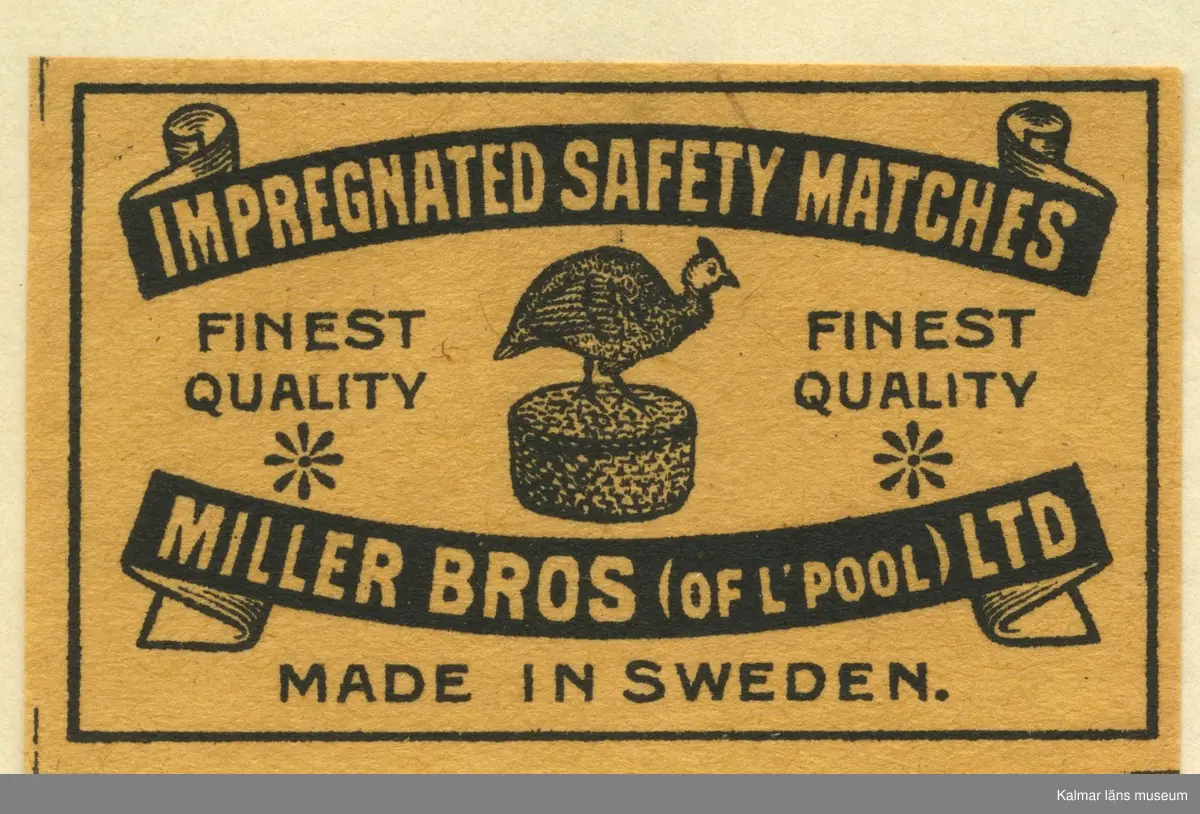 IMPREGNATED SAFETY MATCHES
FINEST
QUALITY
FINEST
QUALITY
MILLER BROS (OF L'POOL) LTD
MADE IN SWEDEN.
Kalmar läns museum